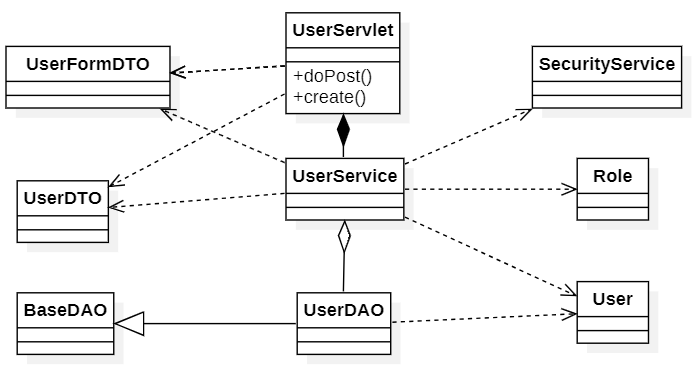 UserServlet
+doPost()
+create()
UserFormDTO
SecurityService
UserService
Role
UserDTO
User
BaseDAO
UserDAO